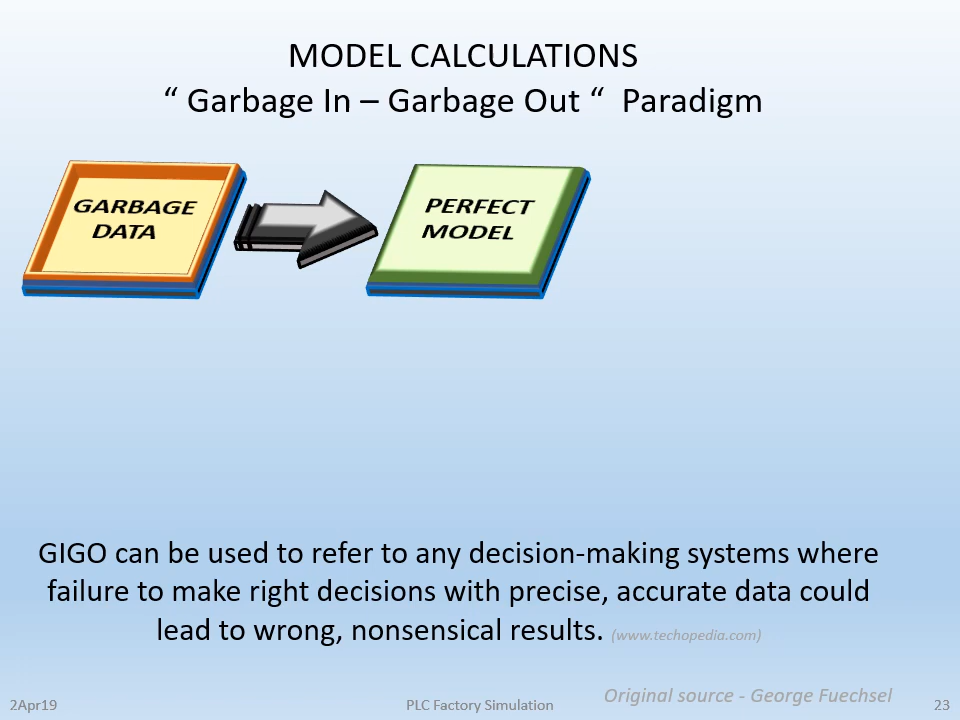 MODEL CALCULATIONS
“ Garbage In – Garbage Out “ Paradigm
GARBAGE
DATA
PERFECT
MODEL
GIGO can be used to refer to any decision-making systems where
failure to make right decisions with precise, accurate data could
lead to wrong, nonsensical results. (www.techopedia.com)
Original source - George Fuechsel
2Apr19
PLC Factory Simulation
23